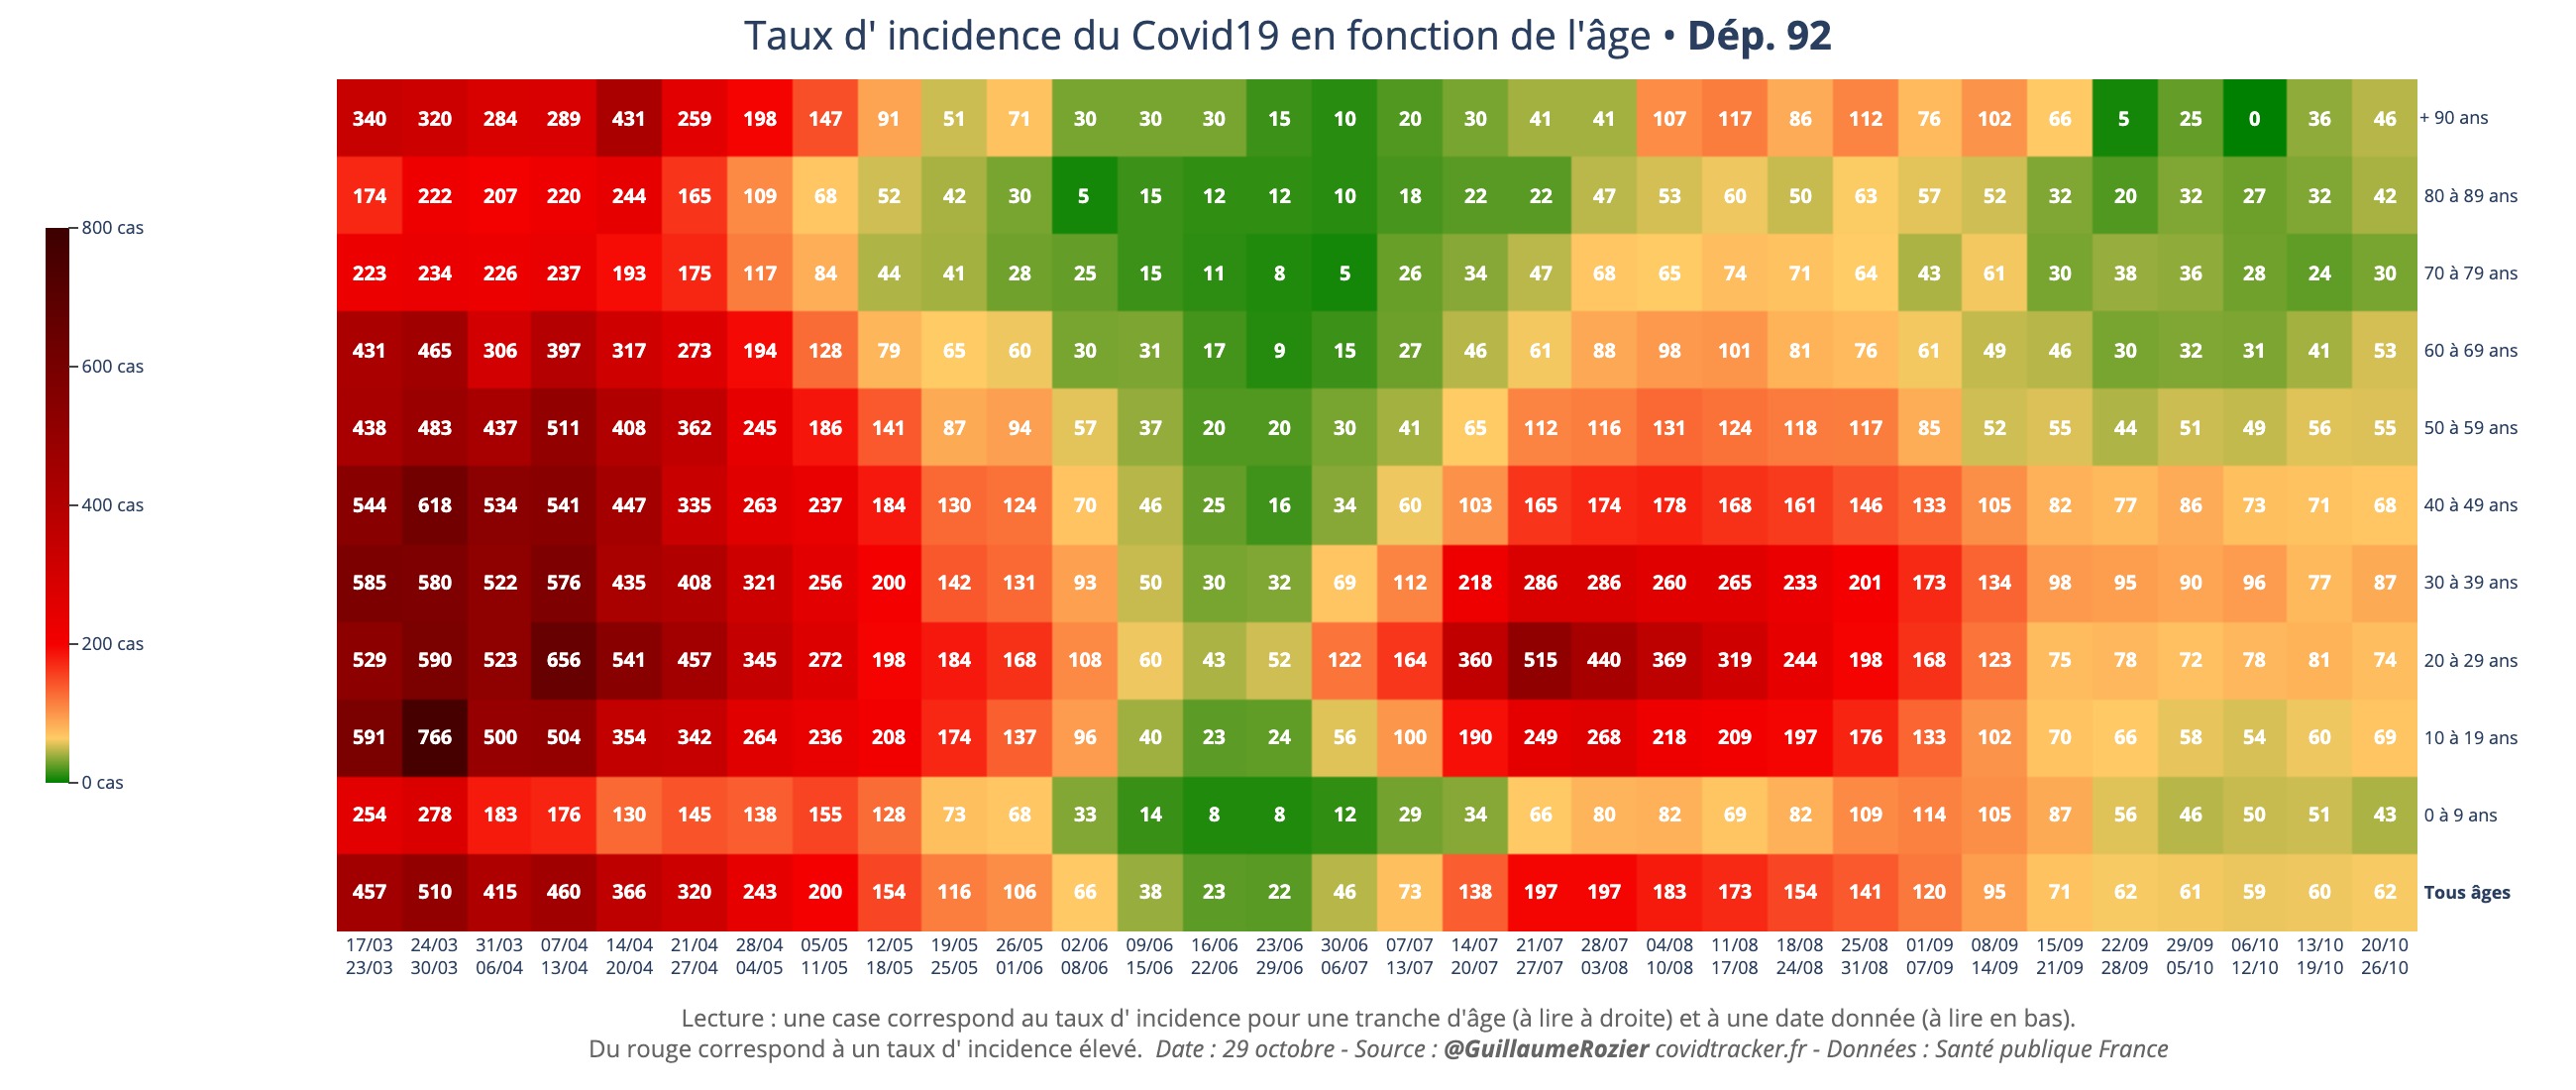 Taux d' incidence du Covid19 en fonction de l'âge • Dép. 92
800 cas
600 cas
400 cas
200 cas
0 cas
340 320 284 289 431 259 198 147 91 51 71 30 30 30 15 10 20 30 41 41 107 117 86 112 76 102 66 5 25 0 36 46 + 90 ans
174 222 207 220 244 165 109 68 52 42 30 5 15 12 12 10 18 22 22 47 53 60 50 63 57 52 32 20 32 27 32 42 80 à 89 ans
223 234 226 237 193 175 117 84 44 41 28 25 15 11 8 5 26 34 47 68 65 74 71 64 43 61 30 38 36 28 24 30 70 à 79 ans
431 465 306 397 317 273 194 128 79 65 60 30 31 17 9 15 27 46 61 88 98 101 81 76 61 49 46 30 32 31 41 53 60 à 69 ans
438 483 437 511 408 362 245 186 141 87 94 57 37 20 20 30 41 65 112 116 131 124 118 117 85 52 55 44 51 49 56 55 50 à 59 ans
544 618 534 541 447 335 263 237 184 130 124 70 46 25 16 34 60 103 165 174 178 168 161 146 133 105 82 77 86 73 71 68 40 à 49 ans
585 580 522 576 435 408 321 256 200 142 131 93 50 30 32 69 112 218 286 286 260 265 233 201 173 134 98 95 90 96 77 87 30 à 39 ans
529 590 523 656 541 457 345 272 198 184 168 108 60 43 52 122 164 360 515 440 369 319 244 198 168 123 75 78 72 78 81 74 20 à 29 ans
591 766 500 504 354 342 264 236 208 174 137 96 40 23 24 56 100 190 249 268 218 209 197 176 133 102 70 66 58 54 60 69 10 à 19 ans
254 278 183 176 130 145 138 155 128 73 68 33 14 8 8 12 29 34 66 80 82 69 82 109 114 105 87 56 46 50 51 43 0 à 9 ans
457 510 415 460 366 320 243 200 154 116 106 66 38 23 22 46 73 138 197 197 183 173 154 141 120 95 71 62 61 59 60 62 Tous âges
17/03 24/03 31/03 07/04 14/04 21/04 28/04 05/05 12/05 19/05 26/05 02/06 09/06 16/06 23/06 30/06 07/07 14/07 21/07 28/07 04/08 11/08 18/08 25/08 01/09 08/09 15/09 22/09 29/09 06/10 13/10 20/10
23/03 30/03 06/04 13/04 20/04 27/04 04/05 11/05 18/05 25/05 01/06 08/06 15/06 22/06 29/06 06/07 13/07 20/07 27/07 03/08 10/08 17/08 24/08 31/08 07/09 14/09 21/09 28/09 05/10 12/10 19/10 26/10
Lecture : une case correspond au taux d' incidence pour une tranche d'âge (à lire à droite) et à une date donnée (à lire en bas).
Du rouge correspond à un taux d' incidence élevé. Date : 29 octobre - Source : @GuillaumeRozier covidtracker.fr - Données : Santé publique France